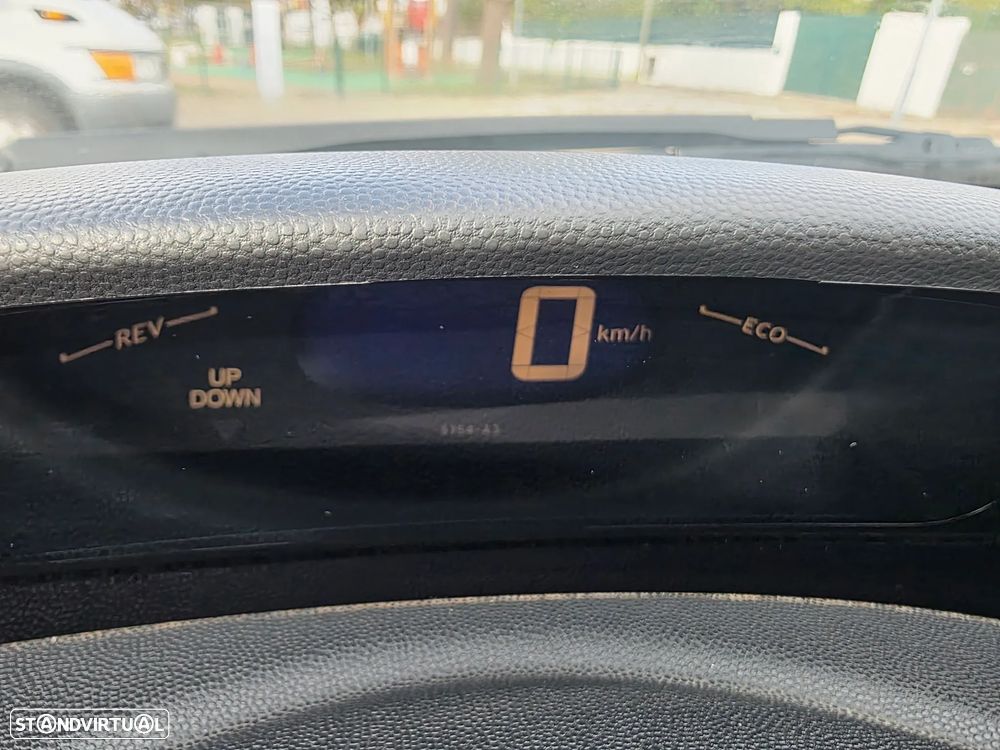 0 km/h
REV
ECO
UP
DOWN
STANDVIRTUAL